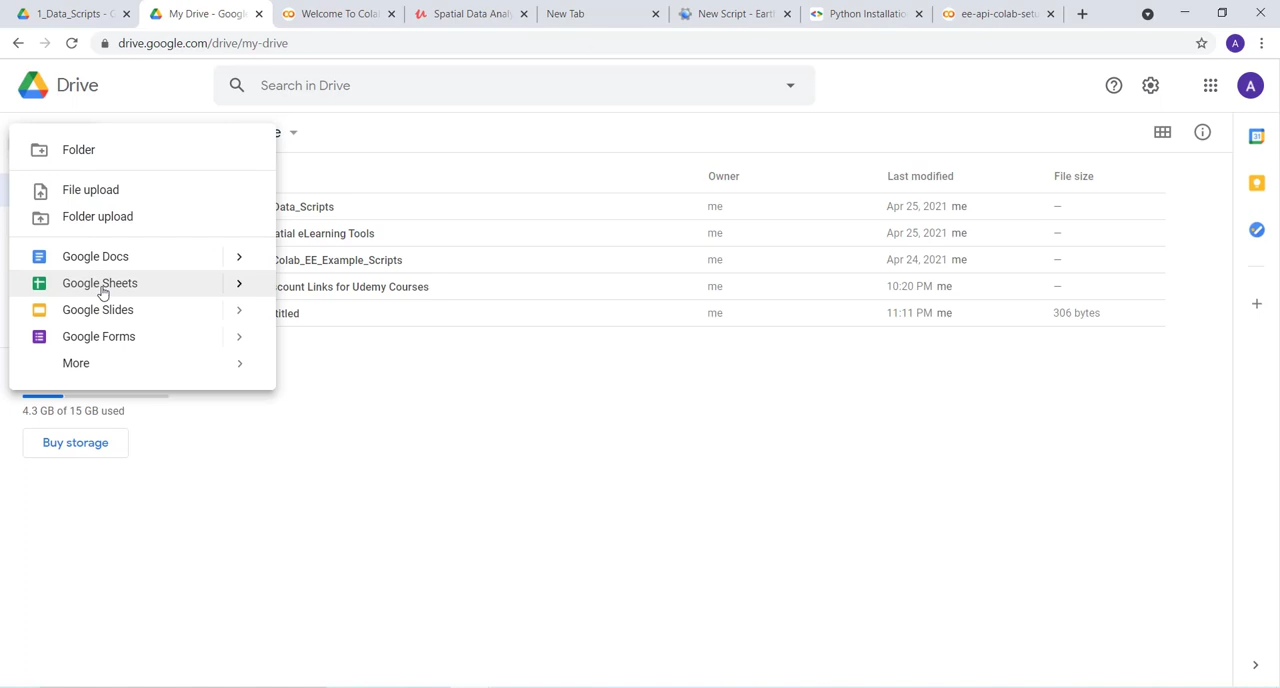 1_Data_Scripts - G
My Drive - Google
Welcome To Cola
Spatial Data Analy
New Tab
New Script - Earth
Python Installatio
ee-api-colab-setu
drive.google.com/drive/my-drive
A
Drive
Search in Drive
A
Folder
File upload
Folder upload
Google Docs
Google Sheets
Google Slides
Google Forms
More
e
Owner
Last modified
File size
Data_Scripts
me
Apr 25, 2021 me
–
atial eLearning Tools
me
Apr 25, 2021 me
–
Colab_EE_Example_Scripts
me
Apr 24, 2021 me
–
count Links for Udemy Courses
me
10:20 PM me
–
titled
me
11:11 PM me
306 bytes
4.3 GB of 15 GB used
Buy storage
31